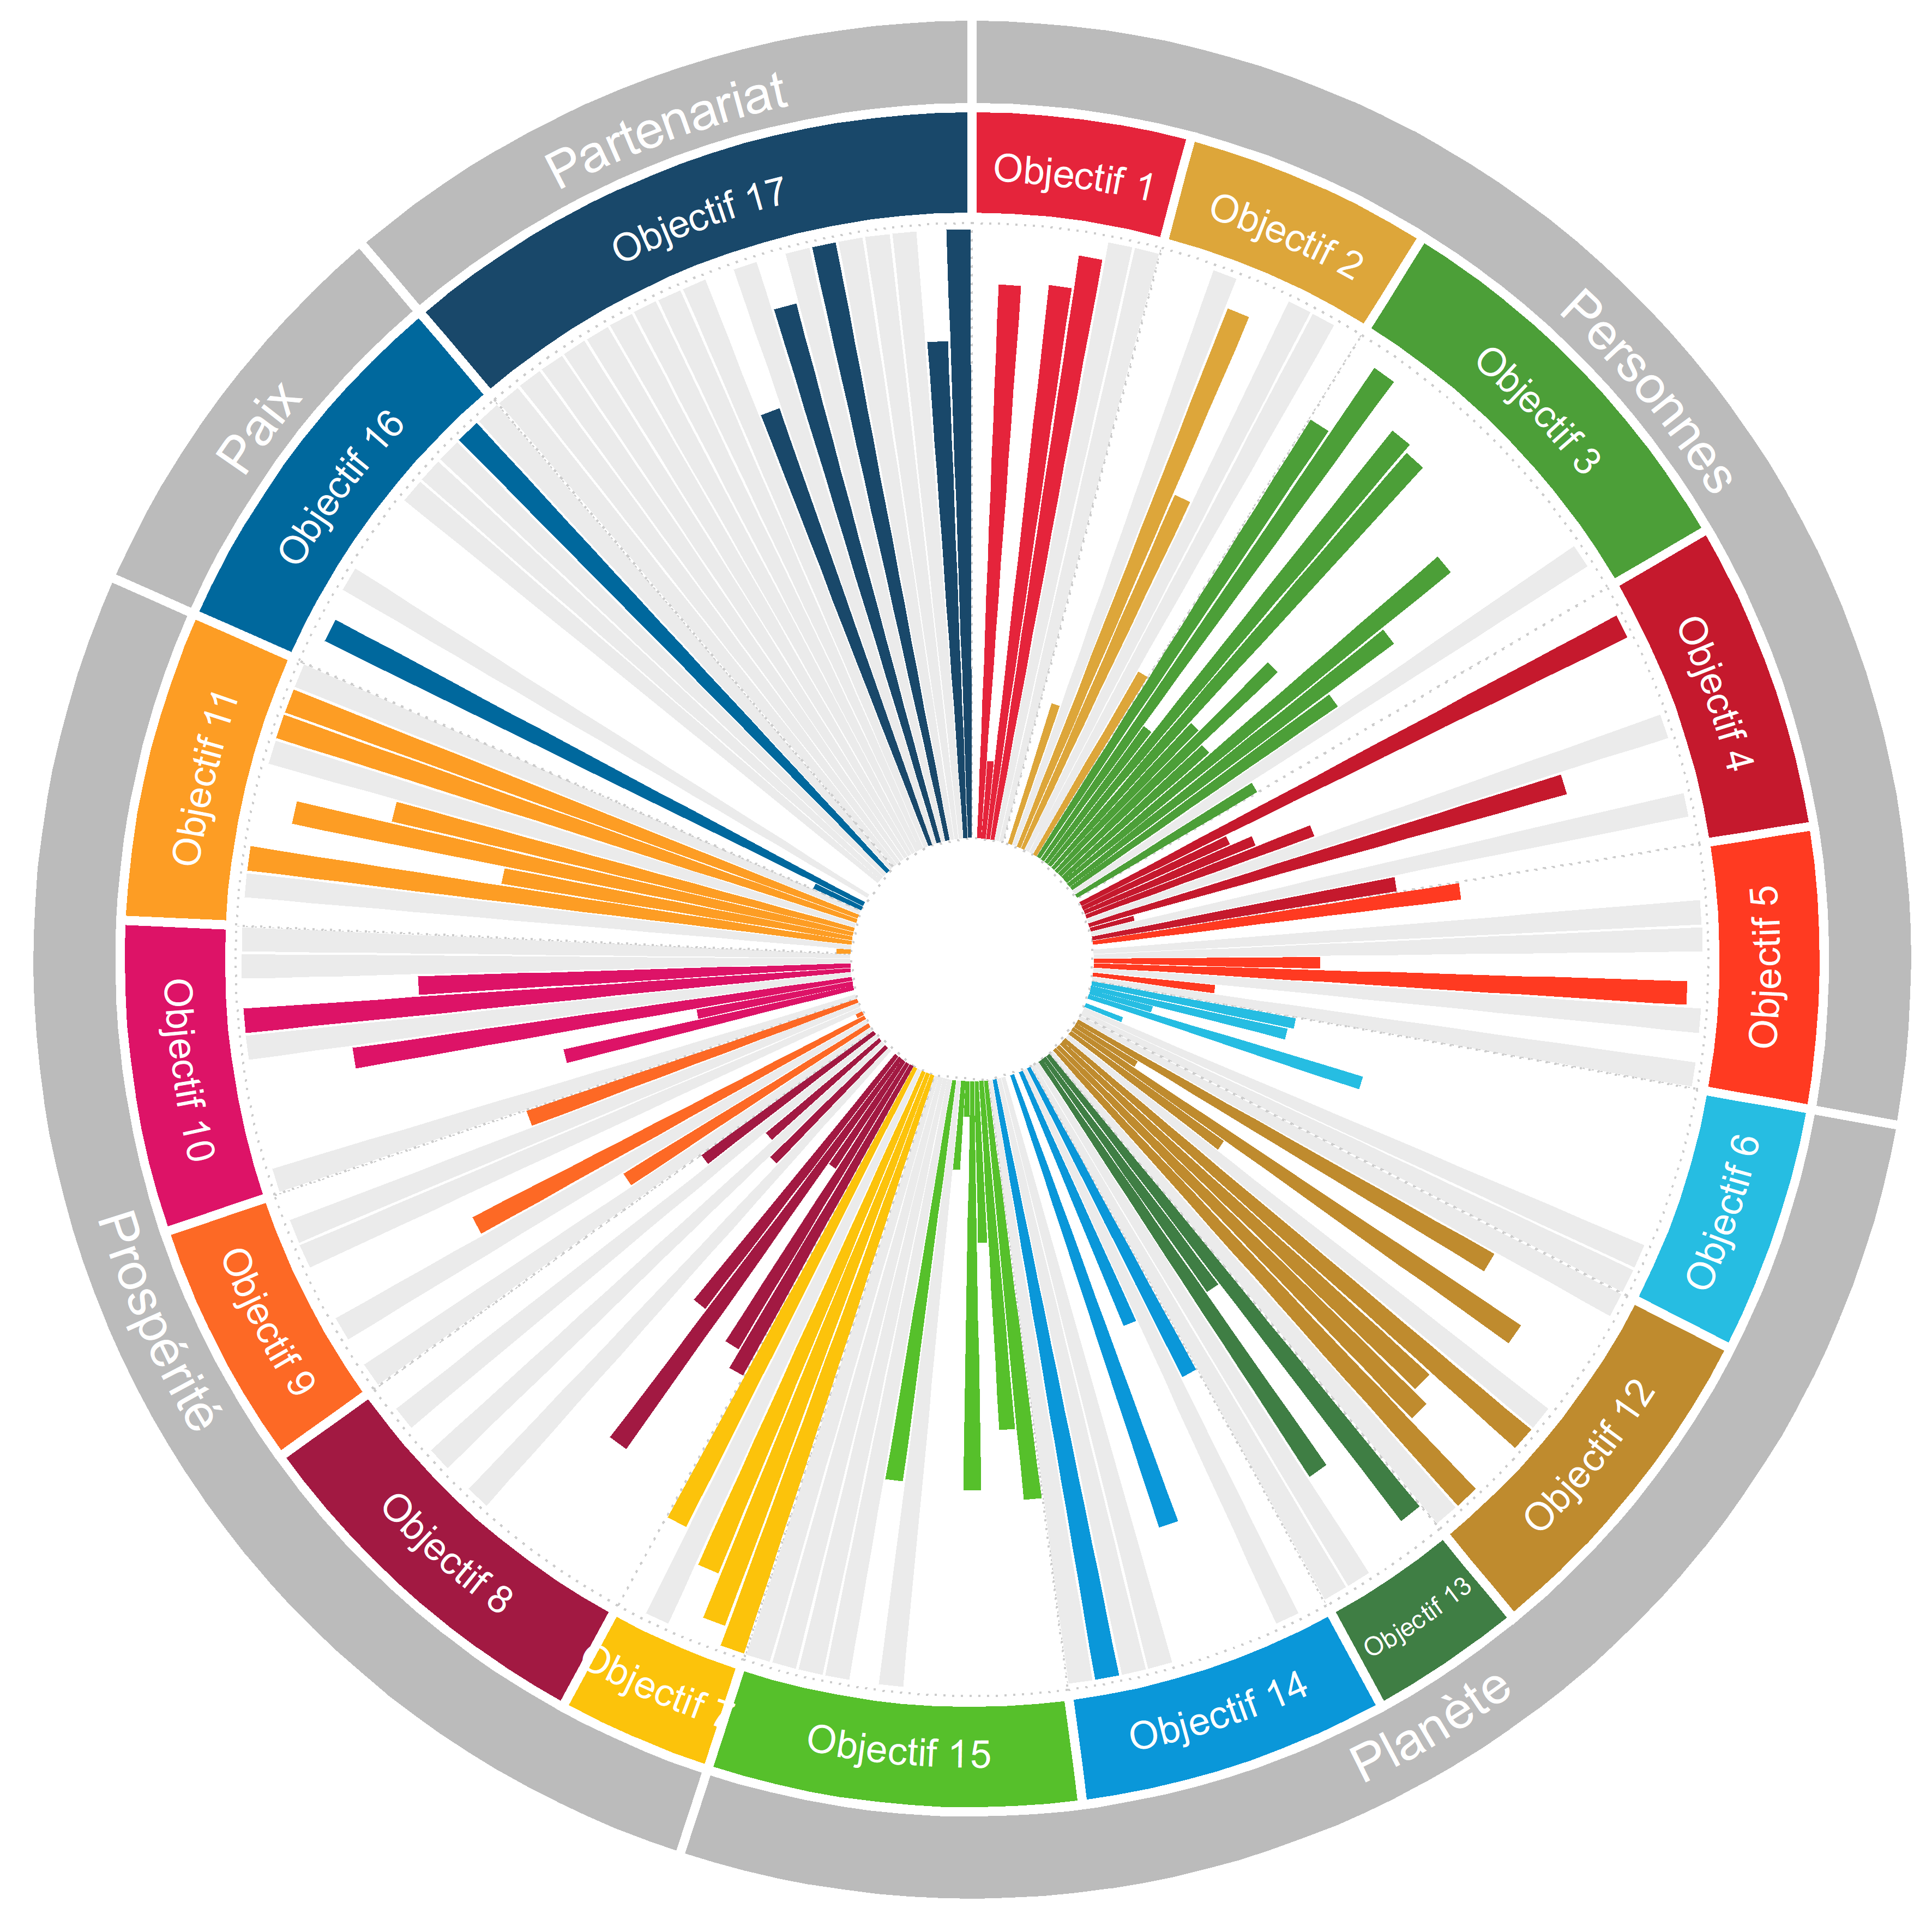 Personnes
Objectif 1
Objectif 2
Objectif 3
Objectif 4
Objectif 5
Planète
Objectif 6
Objectif 12
Objectif 13
Objectif 14
Objectif 15
Prospérité
Objectif 7
Objectif 8
Objectif 9
Objectif 10
Objectif 11
Paix
Objectif 16
Partenariat
Objectif 17